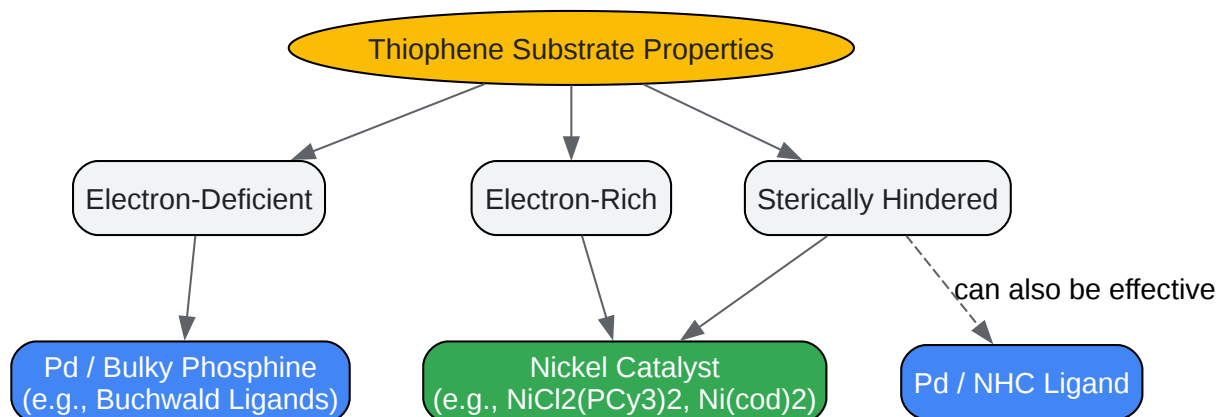 Thiophene Substrate Properties
Electron-Deficient
Electron-Rich
Sterically Hindered
can also be effective
Pd / Bulky Phosphine
(e.g., Buchwald Ligands)
Nickel Catalyst
(e.g., NiCl2(PCy3)2, Ni(cod)2)
Pd / NHC Ligand